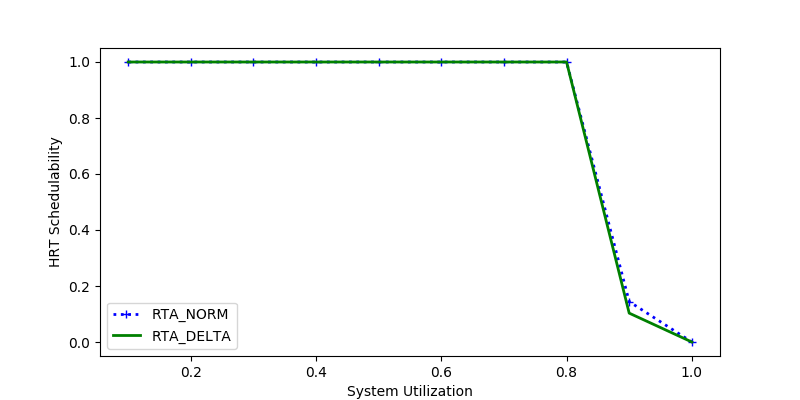 1.0
0.8
0.6
0.4
0.2
0.0
HRT Schedulability
RTA_NORM
RTA_DELTA
0.2 0.4 0.6 0.8 1.0
System Utilization